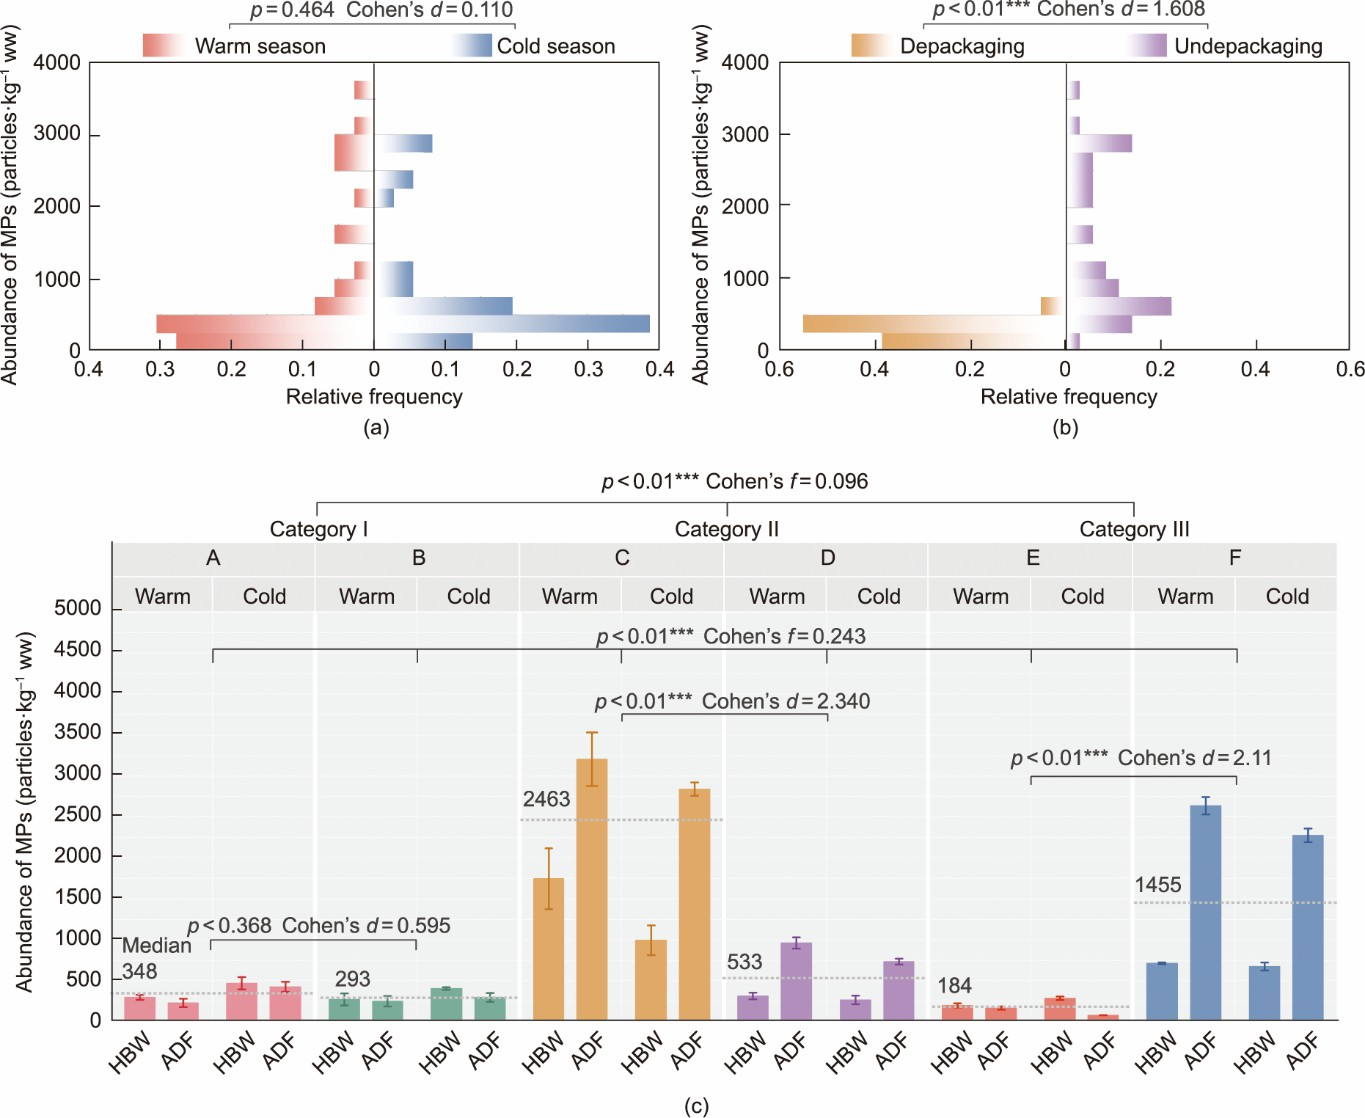 p = 0.464 Cohen's d = 0.110
Warm season
Cold season
Abundance of MPs (particles·kg⁻¹ ww)
4000
3000
2000
1000
0
0.4 0.3 0.2 0.1 0 0.1 0.2 0.3 0.4
Relative frequency
(a)
p < 0.01*** Cohen's d = 1.608
Depackaging
Undepackaging
Abundance of MPs (particles·kg⁻¹ ww)
4000
3000
2000
1000
0
0.6 0.4 0.2 0 0.2 0.4 0.6
Relative frequency
(b)
p < 0.01*** Cohen's f = 0.096
Category I Category II Category III
A B C D E F
Warm Cold Warm Cold Warm Cold Warm Cold Warm Cold Warm Cold
Abundance of MPs (particles·kg⁻¹ ww)
5000
4500
4000
3500
3000
2500
2000
1500
1000
500
0
p < 0.01*** Cohen's f = 0.243
p < 0.01*** Cohen's d = 2.340
p < 0.01*** Cohen's d = 2.11
2463
1455
p < 0.368 Cohen's d = 0.595
Median
348
293
533
184
HBW ADF HBW ADF HBW ADF HBW ADF HBW ADF HBW ADF HBW ADF HBW ADF HBW ADF HBW ADF HBW ADF HBW ADF
(c)